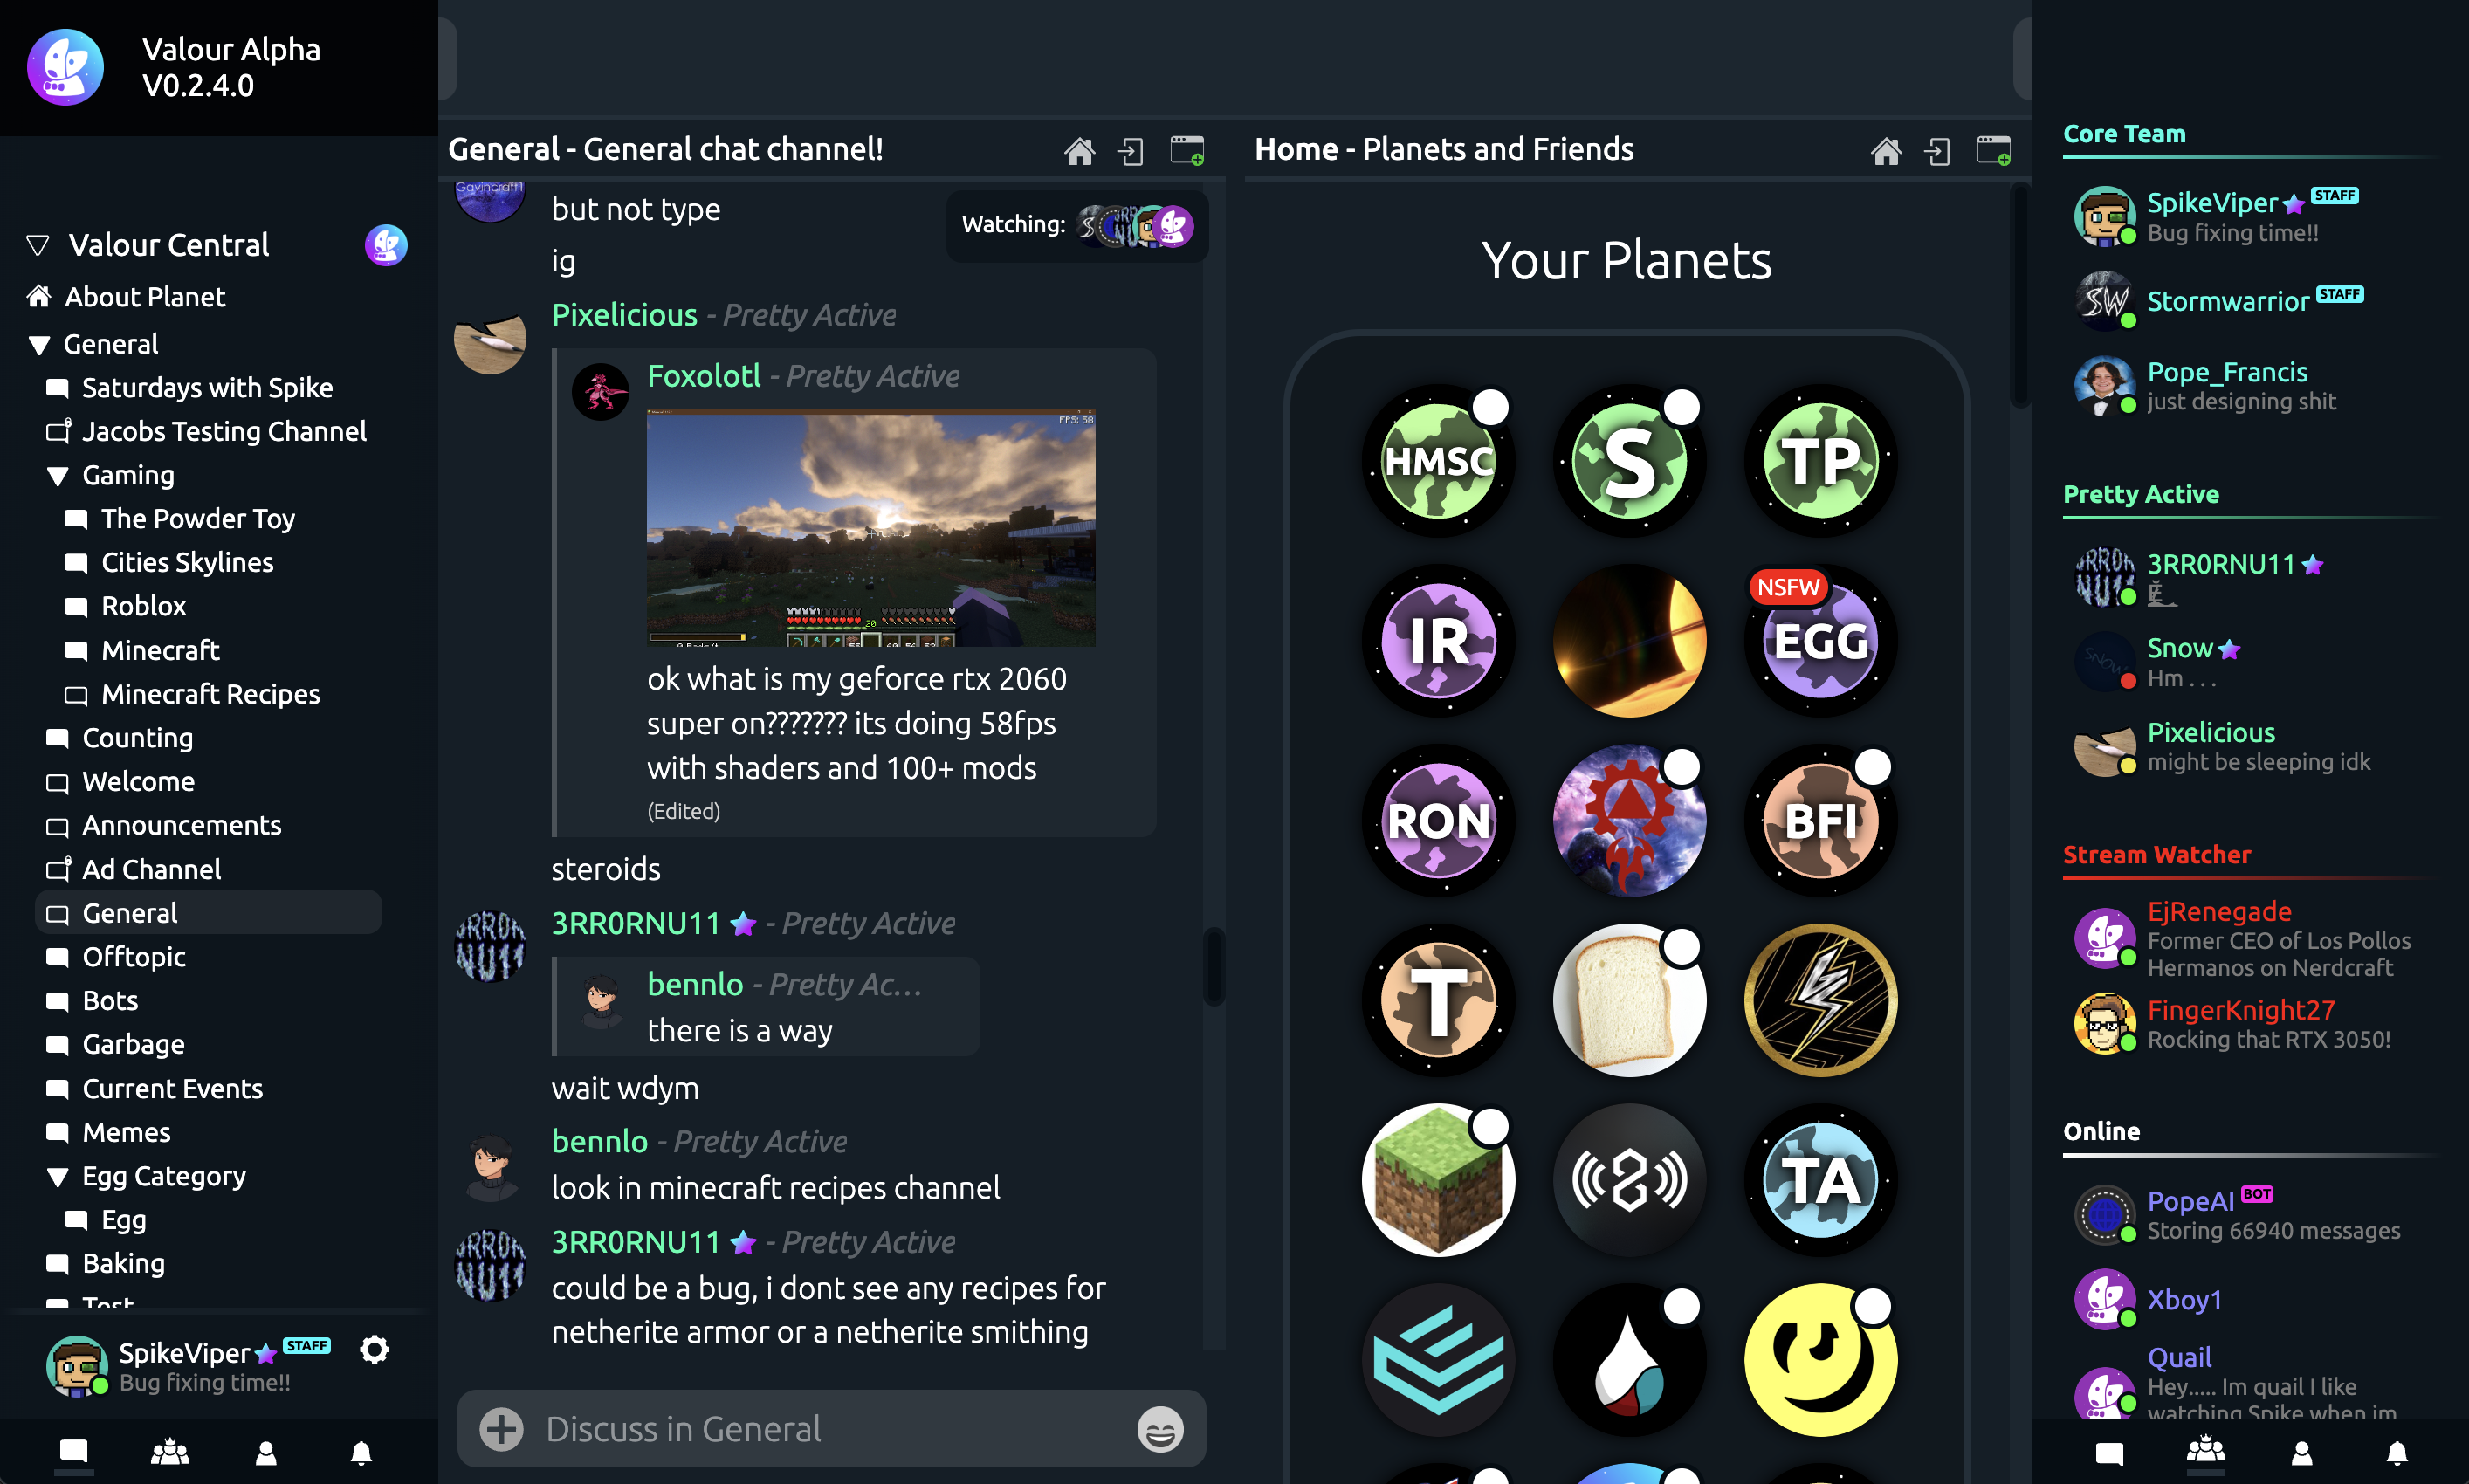 Valour Alpha
V0.2.4.0
Valour Central
About Planet
General
Saturdays with Spike
Jacobs Testing Channel
Gaming
The Powder Toy
Cities Skylines
Roblox
Minecraft
Minecraft Recipes
Counting
Welcome
Announcements
Ad Channel
General
Offtopic
Bots
Garbage
Current Events
Memes
Egg Category
Egg
Baking
Test
SpikeViper STAFF
Bug fixing time!!
General - General chat channel!
Gavincraft1
but not type
ig
Watching:
Pixelicious - Pretty Active
Foxolotl - Pretty Active
FPS: 58
20
ok what is my geforce rtx 2060
super on??????? its doing 58fps
with shaders and 100+ mods
(Edited)
steroids
3RR0RNU11 - Pretty Active
bennlo - Pretty Ac...
there is a way
wait wdym
bennlo - Pretty Active
look in minecraft recipes channel
3RR0RNU11 - Pretty Active
could be a bug, i dont see any recipes for
netherite armor or a netherite smithing
Discuss in General
Home - Planets and Friends
Your Planets
HMSC
S
TP
IR
NSFW
EGG
RON
BFI
T
TA
Core Team
SpikeViper STAFF
Bug fixing time!!
SW
Stormwarrior STAFF
Pope_Francis
just designing shit
Pretty Active
3RR0RNU11
Snow
Hm . . .
Pixelicious
might be sleeping idk
Stream Watcher
EjRenegade
Former CEO of Los Pollos
Hermanos on Nerdcraft
FingerKnight27
Rocking that RTX 3050!
Online
PopeAI BOT
Storing 66940 messages
Xboy1
Quail
Hey..... Im quail I like
watching Spike when im